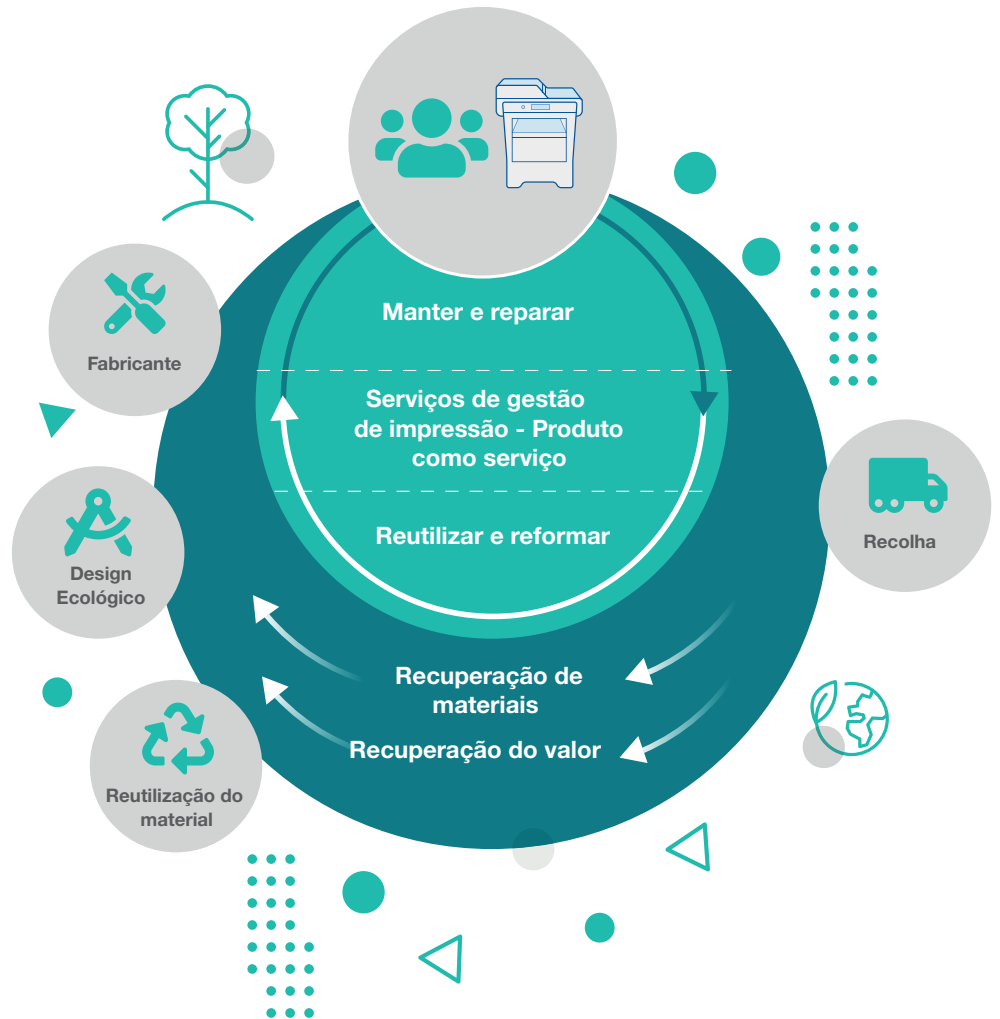 Manter e reparar
Fabricante
Serviços de gestão
de impressão - Produto
como serviço
Reutilizar e reformar
Recolha
Design
Ecológico
Recuperação de
materiais
Recuperação do valor
Reutilização do
material